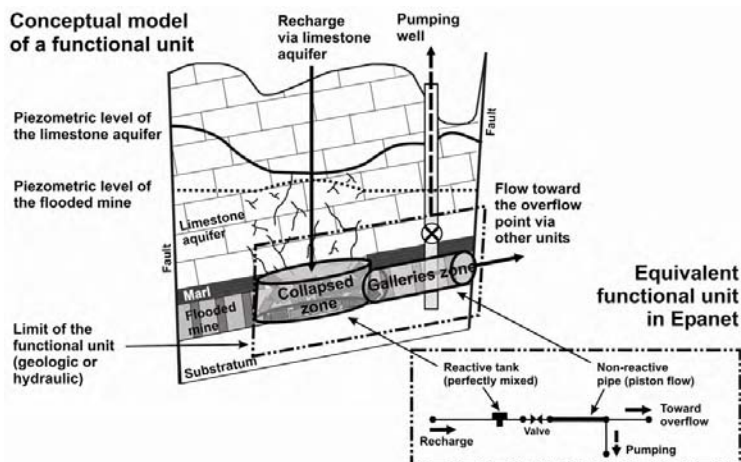 Conceptual model
of a functional unit
Recharge
via limestone
aquifer
Pumping
well
Piezometric level of
the limestone aquifer
Fault
Piezometric level of
the flooded mine
Flow toward
the overflow
point via
other units
Limestone
aquifer
Fault
Marl
Collapsed
zone
Galleries zone
Flooded
mine
Equivalent
functional unit
in Epanet
Limit of the
functional unit
(geologic or
hydraulic)
Substratum
Reactive tank
(perfectly mixed)
Non-reactive
pipe (piston flow)
Toward
overflow
Recharge
Valve
Pumping